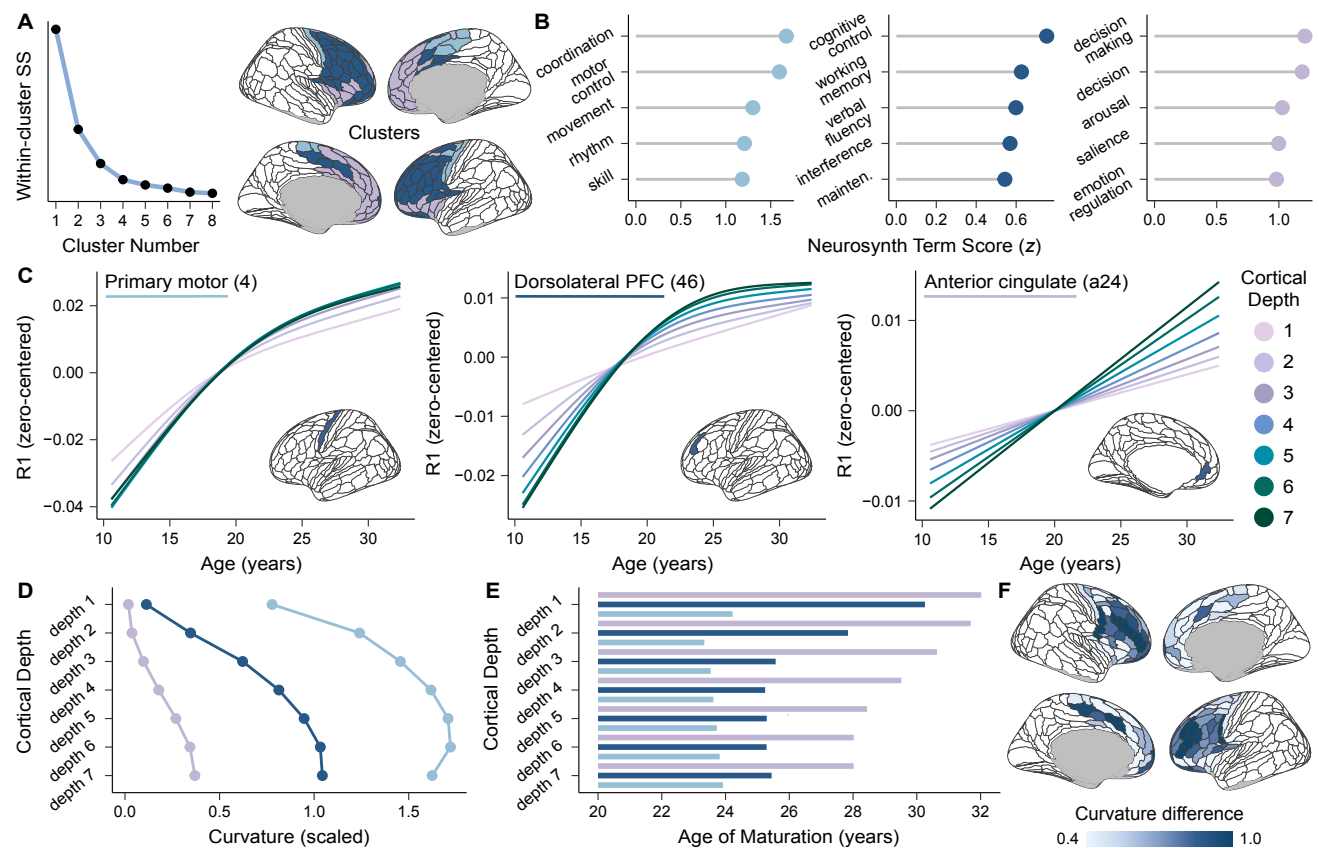 A
Within-cluster SS
1 2 3 4 5 6 7 8
Cluster Number
Clusters
B
coordination
motor
control
movement
rhythm
skill
0.0 0.5 1.0 1.5
cognitive
control
working
memory
verbal
fluency
interference
mainten.
0.0 0.2 0.4 0.6
decision
making
decision
arousal
salience
emotion
regulation
0.0 0.5 1.0
Neurosynth Term Score (z)
C
Primary motor (4)
R1 (zero-centered)
0.02
0.00
−0.02
−0.04
10 15 20 25 30
Age (years)
Dorsolateral PFC (46)
R1 (zero-centered)
0.01
0.00
−0.01
−0.02
10 15 20 25 30
Age (years)
Anterior cingulate (a24)
R1 (zero-centered)
0.01
0.00
−0.01
10 15 20 25 30
Age (years)
Cortical
Depth
1
2
3
4
5
6
7
D
Cortical Depth
depth 1
depth 2
depth 3
depth 4
depth 5
depth 6
depth 7
0.0 0.5 1.0 1.5
Curvature (scaled)
E
Cortical Depth
depth 1
depth 2
depth 3
depth 4
depth 5
depth 6
depth 7
20 22 24 26 28 30 32
Age of Maturation (years)
F
Curvature difference
0.4 1.0